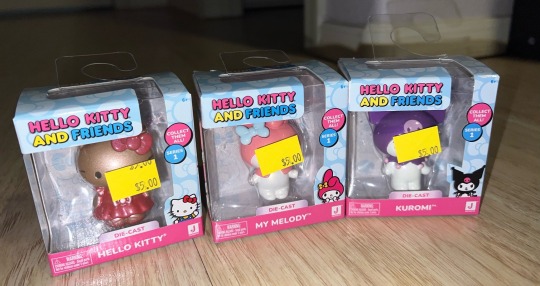 HELLO KITTY
AND FRIENDS
COLLECT
THEM
ALL!
SERIES
1
$5.00
$5.00
DIE-CAST
HELLO KITTY
HELLO KITTY
AND FRIENDS
COLLECT
THEM
ALL!
SERIES
1
$5.00
DIE-CAST
MY MELODY™
J
HELLO KITTY
AND FRIENDS
COLLECT
THEM
ALL!
SERIES
1
$5.00
DIE-CAST
KUROMI™
J